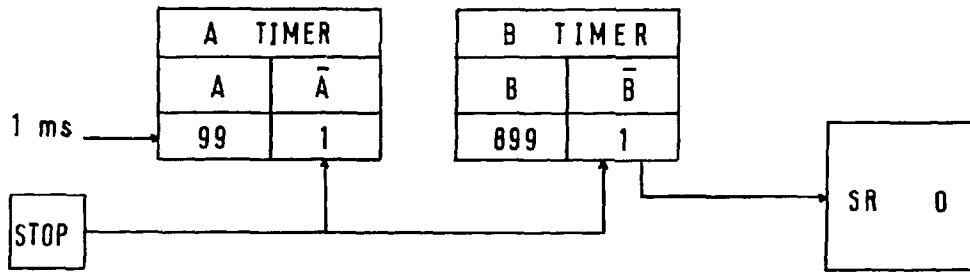 A TIMER
A Ā
99 1
B TIMER
B B̄
899 1
1 ms
STOP
SR 0